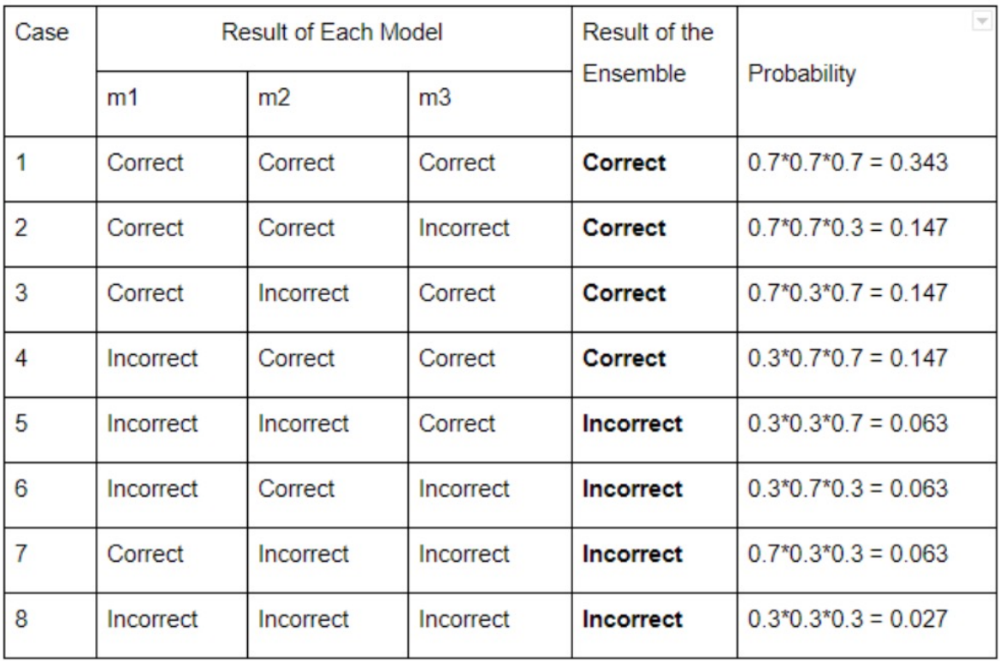 Case Result of Each Model Result of the
Ensemble Probability
m1 m2 m3
1 Correct Correct Correct Correct 0.7*0.7*0.7 = 0.343
2 Correct Correct Incorrect Correct 0.7*0.7*0.3 = 0.147
3 Correct Incorrect Correct Correct 0.7*0.3*0.7 = 0.147
4 Incorrect Correct Correct Correct 0.3*0.7*0.7 = 0.147
5 Incorrect Incorrect Correct Incorrect 0.3*0.3*0.7 = 0.063
6 Incorrect Correct Incorrect Incorrect 0.3*0.7*0.3 = 0.063
7 Correct Incorrect Incorrect Incorrect 0.7*0.3*0.3 = 0.063
8 Incorrect Incorrect Incorrect Incorrect 0.3*0.3*0.3 = 0.027